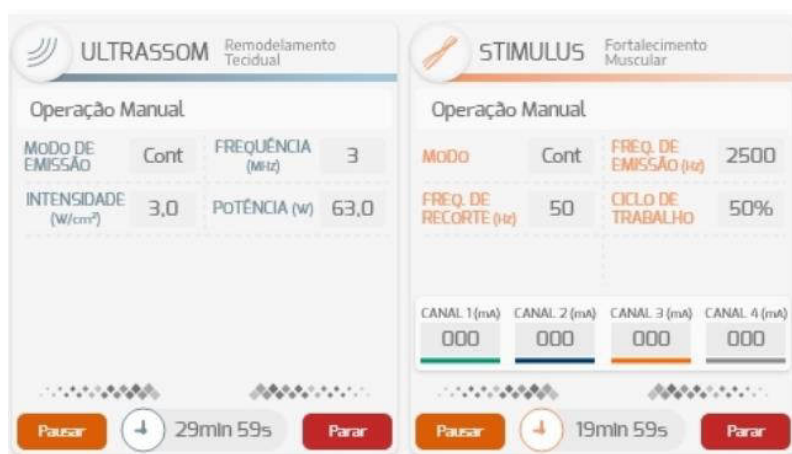 ULTRASSOM Remodelamento
Tecidual
Operação Manual
MODO DE
EMISSÃO Cont FREQUÊNCIA
(MHz) 3
INTENSIDADE
(W/cm²) 3,0 POTÊNCIA (W) 63,0
Pausar 29min 59s Parar
STIMULUS Fortalecimento
Muscular
Operação Manual
MODO Cont FREQ. DE
EMISSÃO (Hz) 2500
FREQ. DE
RECORTE (Hz) 50 CICLO DE
TRABALHO 50%
CANAL 1 (mA) CANAL 2 (mA) CANAL 3 (mA) CANAL 4 (mA)
000 000 000 000
Pausar 19min 59s Parar